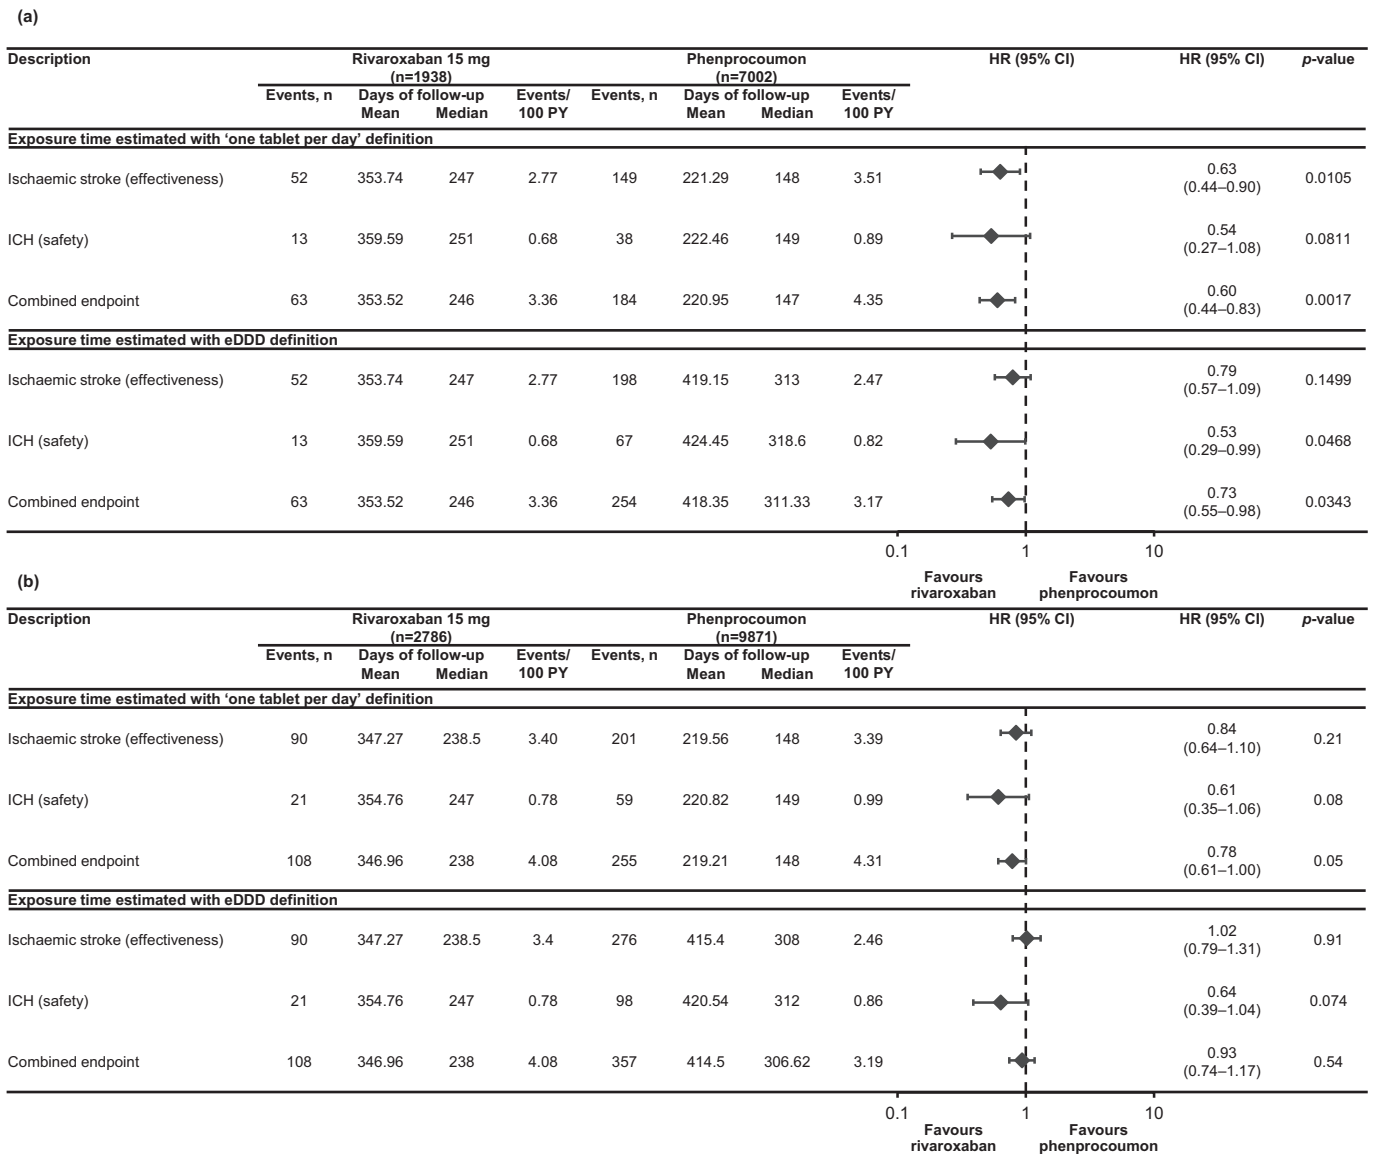 (a)
Description Rivaroxaban 15 mg Phenprocoumon HR (95% CI) HR (95% CI) p-value
(n=1938) (n=7002)
Events, n Days of follow-up Events/ Events, n Days of follow-up Events/
Mean Median 100 PY Mean Median 100 PY
Exposure time estimated with ‘one tablet per day’ definition
Ischaemic stroke (effectiveness) 52 353.74 247 2.77 149 221.29 148 3.51 0.63 (0.44–0.90) 0.0105
ICH (safety) 13 359.59 251 0.68 38 222.46 149 0.89 0.54 (0.27–1.08) 0.0811
Combined endpoint 63 353.52 246 3.36 184 220.95 147 4.35 0.60 (0.44–0.83) 0.0017
Exposure time estimated with eDDD definition
Ischaemic stroke (effectiveness) 52 353.74 247 2.77 198 419.15 313 2.47 0.79 (0.57–1.09) 0.1499
ICH (safety) 13 359.59 251 0.68 67 424.45 318.6 0.82 0.53 (0.29–0.99) 0.0468
Combined endpoint 63 353.52 246 3.36 254 418.35 311.33 3.17 0.73 (0.55–0.98) 0.0343
0.1 1 10
Favours Favours
rivaroxaban phenprocoumon
(b)
Description Rivaroxaban 15 mg Phenprocoumon HR (95% CI) HR (95% CI) p-value
(n=2786) (n=9871)
Events, n Days of follow-up Events/ Events, n Days of follow-up Events/
Mean Median 100 PY Mean Median 100 PY
Exposure time estimated with ‘one tablet per day’ definition
Ischaemic stroke (effectiveness) 90 347.27 238.5 3.40 201 219.56 148 3.39 0.84 (0.64–1.10) 0.21
ICH (safety) 21 354.76 247 0.78 59 220.82 149 0.99 0.61 (0.35–1.06) 0.08
Combined endpoint 108 346.96 238 4.08 255 219.21 148 4.31 0.78 (0.61–1.00) 0.05
Exposure time estimated with eDDD definition
Ischaemic stroke (effectiveness) 90 347.27 238.5 3.4 276 415.4 308 2.46 1.02 (0.79–1.31) 0.91
ICH (safety) 21 354.76 247 0.78 98 420.54 312 0.86 0.64 (0.39–1.04) 0.074
Combined endpoint 108 346.96 238 4.08 357 414.5 306.62 3.19 0.93 (0.74–1.17) 0.54
0.1 1 10
Favours Favours
rivaroxaban phenprocoumon